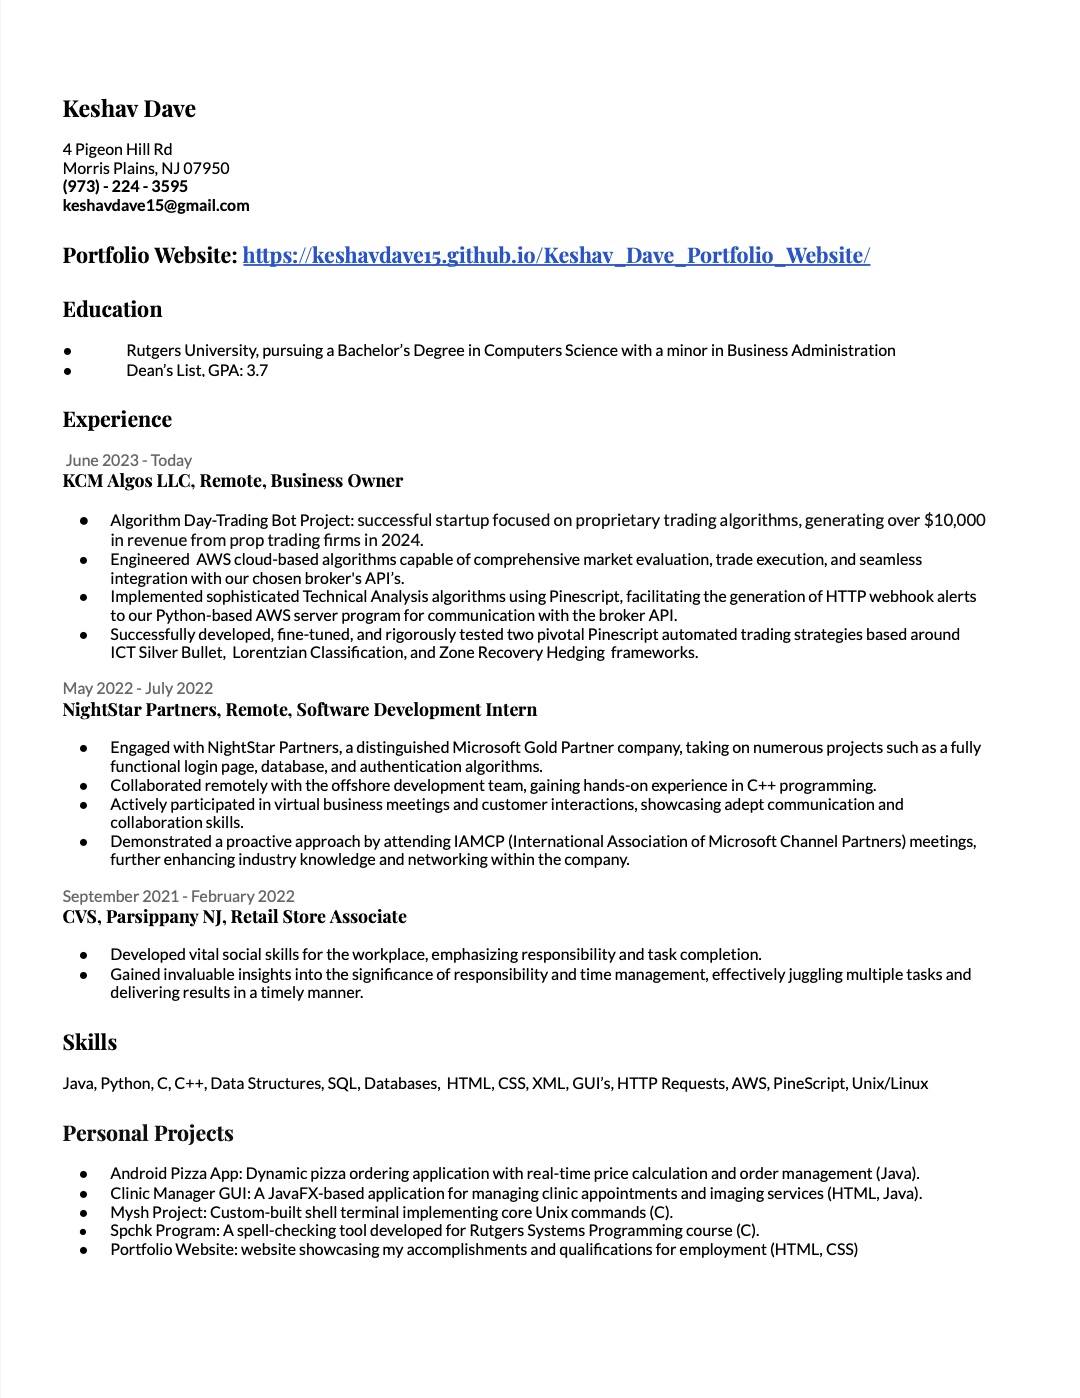 Keshav Dave
4 Pigeon Hill Rd
Morris Plains, NJ 07950
(973) - 224 - 3595
keshavdave15@gmail.com
Portfolio Website: https://keshavdave15.github.io/Keshav_Dave_Portfolio_Website/
Education
● Rutgers University, pursuing a Bachelor's Degree in Computers Science with a minor in Business Administration
● Dean's List, GPA: 3.7
Experience
June 2023 - Today
KCM Algos LLC, Remote, Business Owner
● Algorithm Day-Trading Bot Project: successful startup focused on proprietary trading algorithms, generating over $10,000
in revenue from prop trading firms in 2024.
● Engineered AWS cloud-based algorithms capable of comprehensive market evaluation, trade execution, and seamless
integration with our chosen broker's API's.
● Implemented sophisticated Technical Analysis algorithms using Pinescript, facilitating the generation of HTTP webhook alerts
to our Python-based AWS server program for communication with the broker API.
● Successfully developed, fine-tuned, and rigorously tested two pivotal Pinescript automated trading strategies based around
ICT Silver Bullet, Lorentzian Classification, and Zone Recovery Hedging frameworks.
May 2022 - July 2022
NightStar Partners, Remote, Software Development Intern
● Engaged with NightStar Partners, a distinguished Microsoft Gold Partner company, taking on numerous projects such as a fully
functional login page, database, and authentication algorithms.
● Collaborated remotely with the offshore development team, gaining hands-on experience in C++ programming.
● Actively participated in virtual business meetings and customer interactions, showcasing adept communication and
collaboration skills.
● Demonstrated a proactive approach by attending IAMCP (International Association of Microsoft Channel Partners) meetings,
further enhancing industry knowledge and networking within the company.
September 2021 - February 2022
CVS, Parsippany NJ, Retail Store Associate
● Developed vital social skills for the workplace, emphasizing responsibility and task completion.
● Gained invaluable insights into the significance of responsibility and time management, effectively juggling multiple tasks and
delivering results in a timely manner.
Skills
Java, Python, C, C++, Data Structures, SQL, Databases, HTML, CSS, XML, GUI's, HTTP Requests, AWS, PineScript, Unix/Linux
Personal Projects
● Android Pizza App: Dynamic pizza ordering application with real-time price calculation and order management (Java).
● Clinic Manager GUI: A JavaFX-based application for managing clinic appointments and imaging services (HTML, Java).
● Mysh Project: Custom-built shell terminal implementing core Unix commands (C).
● Spchk Program: A spell-checking tool developed for Rutgers Systems Programming course (C).
● Portfolio Website: website showcasing my accomplishments and qualifications for employment (HTML, CSS)